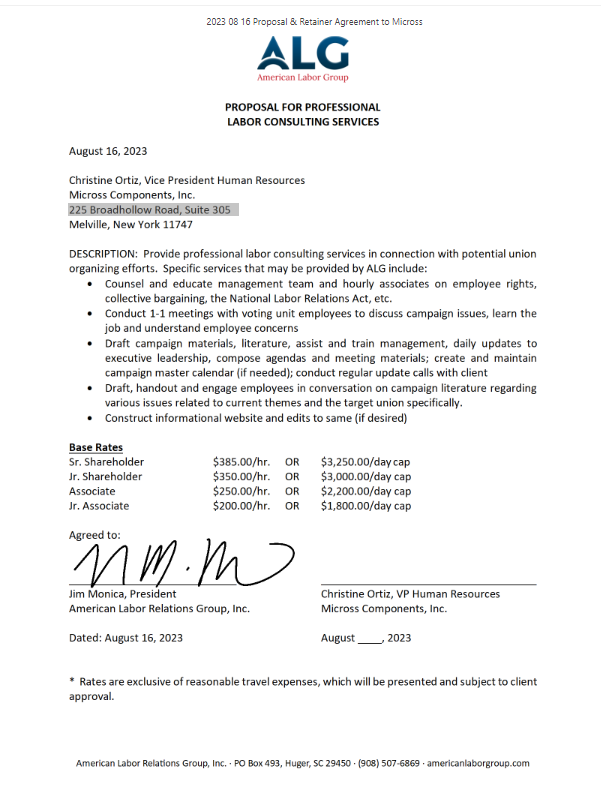 2023 08 16 Proposal & Retainer Agreement to Micross
ALG
American Labor Group
PROPOSAL FOR PROFESSIONAL
LABOR CONSULTING SERVICES
August 16, 2023
Christine Ortiz, Vice President Human Resources
Micross Components, Inc.
225 Broadhollow Road, Suite 305
Melville, New York 11747
DESCRIPTION: Provide professional labor consulting services in connection with potential union
organizing efforts. Specific services that may be provided by ALG include:
• Counsel and educate management team and hourly associates on employee rights,
collective bargaining, the National Labor Relations Act, etc.
• Conduct 1-1 meetings with voting unit employees to discuss campaign issues, learn the
job and understand employee concerns
• Draft campaign materials, literature, assist and train management, daily updates to
executive leadership, compose agendas and meeting materials; create and maintain
campaign master calendar (if needed); conduct regular update calls with client
• Draft, handout and engage employees in conversation on campaign literature regarding
various issues related to current themes and the target union specifically.
• Construct informational website and edits to same (if desired)
Base Rates
Sr. Shareholder $385.00/hr. OR $3,250.00/day cap
Jr. Shareholder $350.00/hr. OR $3,000.00/day cap
Associate $250.00/hr. OR $2,200.00/day cap
Jr. Associate $200.00/hr. OR $1,800.00/day cap
Agreed to:
Jim Monica, President Christine Ortiz, VP Human Resources
American Labor Relations Group, Inc. Micross Components, Inc.
Dated: August 16, 2023 August ____, 2023
* Rates are exclusive of reasonable travel expenses, which will be presented and subject to client
approval.
American Labor Relations Group, Inc. · PO Box 493, Huger, SC 29450 · (908) 507-6869 · americanlaborgroup.com